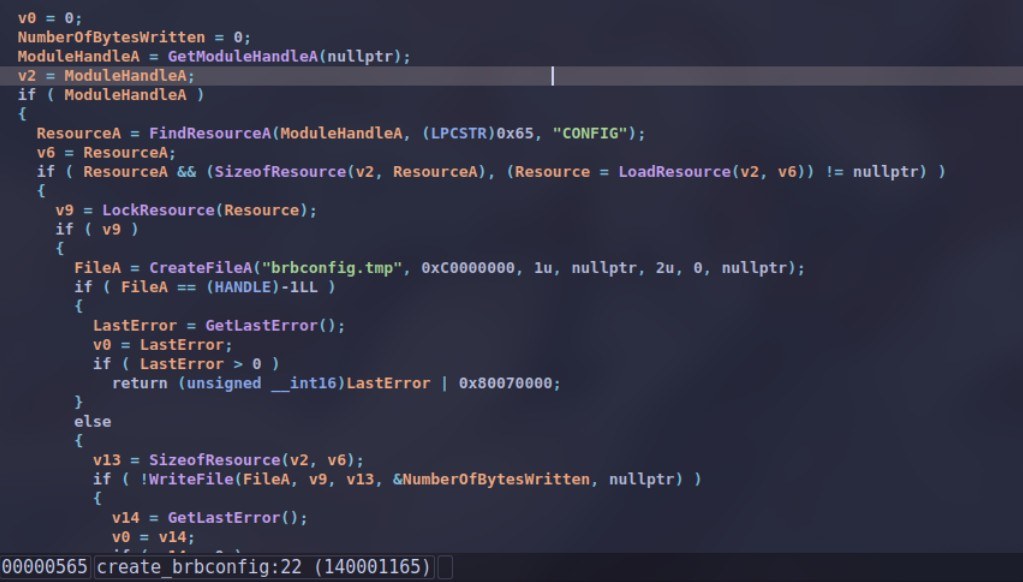 v0 = 0;
NumberOfBytesWritten = 0;
ModuleHandleA = GetModuleHandleA(nullptr);
v2 = ModuleHandleA;
if ( ModuleHandleA )
{
ResourceA = FindResourceA(ModuleHandleA, (LPCSTR)0x65, "CONFIG");
v6 = ResourceA;
if ( ResourceA && (SizeofResource(v2, ResourceA), (Resource = LoadResource(v2, v6)) != nullptr) )
{
v9 = LockResource(Resource);
if ( v9 )
{
FileA = CreateFileA("brbconfig.tmp", 0xC0000000, 1u, nullptr, 2u, 0, nullptr);
if ( FileA == (HANDLE)-1LL )
{
LastError = GetLastError();
v0 = LastError;
if ( LastError > 0 )
return (unsigned __int16)LastError | 0x80070000;
}
else
{
v13 = SizeofResource(v2, v6);
if ( !WriteFile(FileA, v9, v13, &NumberOfBytesWritten, nullptr) )
{
v14 = GetLastError();
v0 = v14;
00000565 create_brbconfig:22 (140001165)